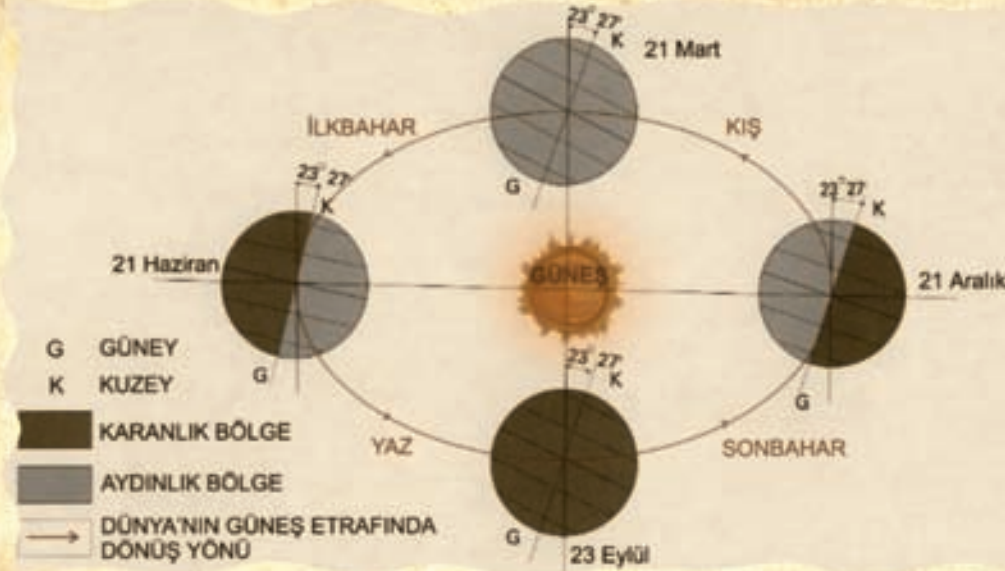 23° 27'
K
21 Mart
G
İLKBAHAR
KIŞ
23° 27'
K
23° 27'
K
21 Haziran
GÜNEŞ
21 Aralık
G
G
23° 27'
K
G GÜNEY
K KUZEY
KARANLIK BÖLGE
YAZ
SONBAHAR
AYDINLIK BÖLGE
DÜNYA'NIN GÜNEŞ ETRAFINDA
DÖNÜŞ YÖNÜ
G
23 Eylül